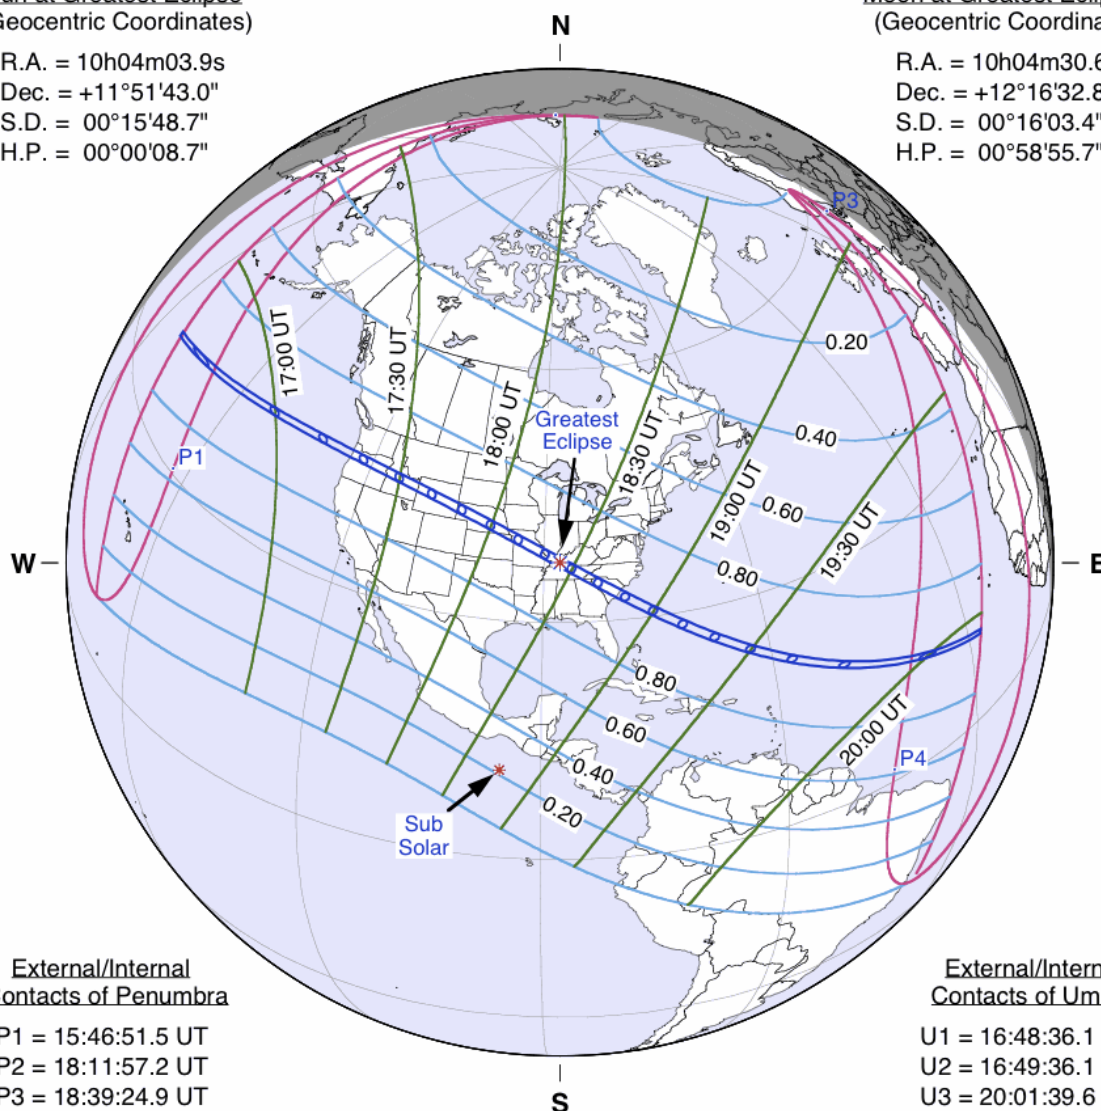 at Greatest Eclipse
Geocentric Coordinates)
R.A. = 10h04m03.9s
Dec. = +11°51'43.0"
S.D. = 00°15'48.7"
H.P. = 00°00'08.7"
Moon at Greatest
(Geocentric
R.A. = 10h04m30.6
Dec. = +12°16'32.8
S.D. = 00°16'03.4"
H.P. = 00°58'55.7"
N
P3
17:00 UT
17:30 UT
18:00 UT
Greatest
Eclipse
18:30 UT
19:00 UT
19:30 UT
0.20
0.40
0.60
0.80
P1
W
E
0.80
0.60
0.40
0.20
20:00 UT
P4
Sub
Solar
External/Internal
Contacts of Penumbra
P1 = 15:46:51.5 UT
P2 = 18:11:57.2 UT
P3 = 18:39:24.9 UT
Contacts of
U1 = 16:48:36.1
U2 = 16:49:36.1
U3 = 20:01:39.6
S